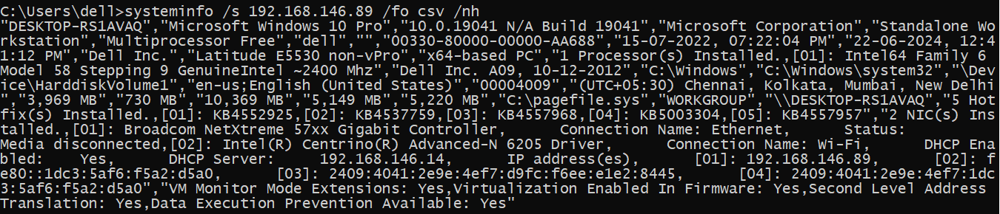 C:\Users\dell>systeminfo /s 192.168.146.89 /fo csv /nh
"DESKTOP-RS1AVAQ","Microsoft Windows 10 Pro","10.0.19041 N/A Build 19041","Microsoft Corporation","Standalone Wo
rkstation","Multiprocessor Free","dell","","00330-80000-00000-AA688","15-07-2022, 07:22:04 PM","22-06-2024, 12:4
1:12 PM","Dell Inc.","Latitude E5530 non-vPro","x64-based PC","1 Processor(s) Installed.,[01]: Intel64 Family 6
Model 58 Stepping 9 GenuineIntel ~2400 Mhz","Dell Inc. A09, 10-12-2012","C:\Windows","C:\Windows\system32","\Dev
ice\HarddiskVolume1","en-us;English (United States)","00004009","(UTC+05:30) Chennai, Kolkata, Mumbai, New Delhi
","3,969 MB","730 MB","10,369 MB","5,149 MB","5,220 MB","C:\pagefile.sys","WORKGROUP","\\DESKTOP-RS1AVAQ","5 Hot
fix(s) Installed.,[01]: KB4552925,[02]: KB4537759,[03]: KB4557968,[04]: KB5003304,[05]: KB4557957","2 NIC(s) Ins
talled.,[01]: Broadcom NetXtreme 57xx Gigabit Controller,      Connection Name: Ethernet,      Status:
Media disconnected,[02]: Intel(R) Centrino(R) Advanced-N 6205 Driver,      Connection Name: Wi-Fi,      DHCP Ena
bled:    Yes,      DHCP Server:     192.168.146.14,      IP address(es),      [01]: 192.168.146.89,      [02]: f
e80::1dc3:5af6:f5a2:d5a0,      [03]: 2409:4041:2e9e:4ef7:d9fc:f6ee:e1e2:8445,      [04]: 2409:4041:2e9e:4ef7:1dc
3:5af6:f5a2:d5a0","VM Monitor Mode Extensions: Yes,Virtualization Enabled In Firmware: Yes,Second Level Address
Translation: Yes,Data Execution Prevention Available: Yes"